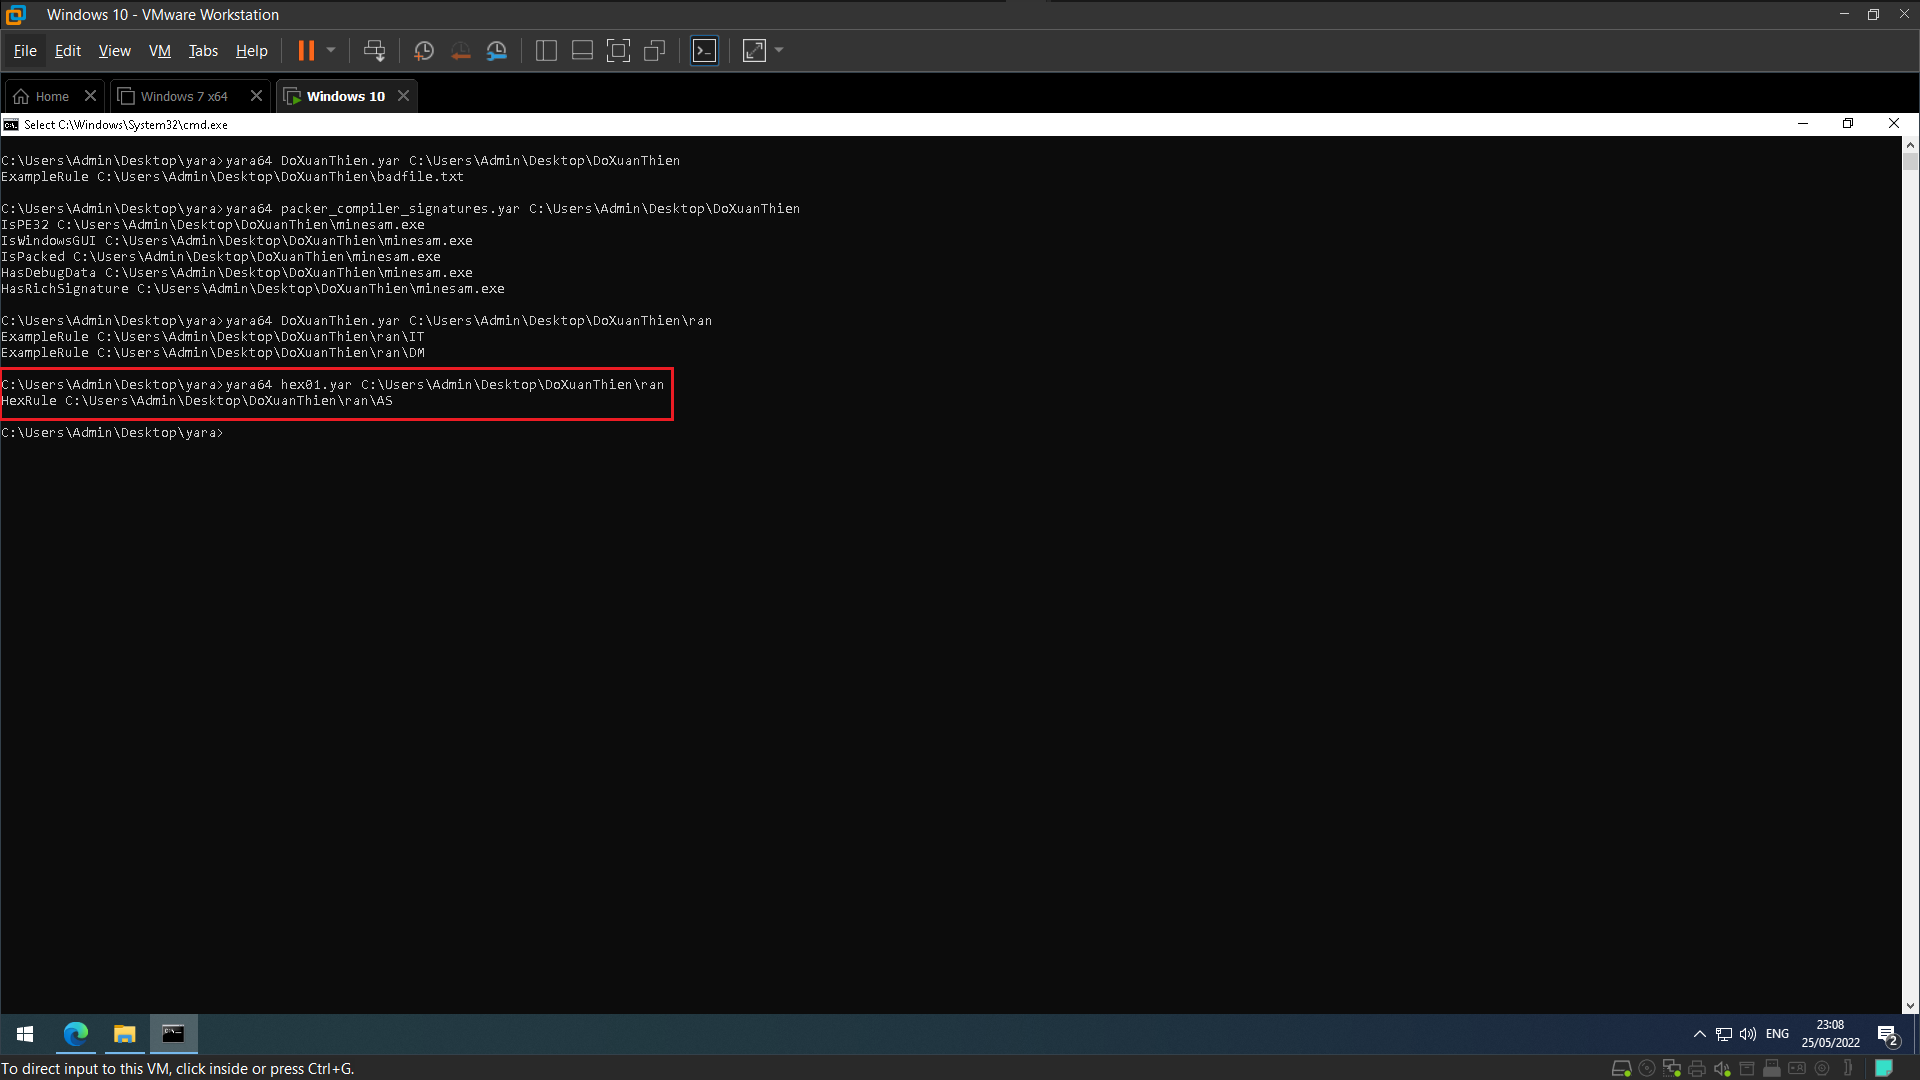 Windows 10 - VMware Workstation
File Edit View VM Tabs Help
Home
Windows 7 x64
Windows 10
Select C:\Windows\System32\cmd.exe
C:\Users\Admin\Desktop\yara>yara64 DoXuanThien.yar C:\Users\Admin\Desktop\DoXuanThien
ExampleRule C:\Users\Admin\Desktop\DoXuanThien\badfile.txt
C:\Users\Admin\Desktop\yara>yara64 packer_compiler_signatures.yar C:\Users\Admin\Desktop\DoXuanThien
IsPE32 C:\Users\Admin\Desktop\DoXuanThien\minesam.exe
IsWindowsGUI C:\Users\Admin\Desktop\DoXuanThien\minesam.exe
IsPacked C:\Users\Admin\Desktop\DoXuanThien\minesam.exe
HasDebugData C:\Users\Admin\Desktop\DoXuanThien\minesam.exe
HasRichSignature C:\Users\Admin\Desktop\DoXuanThien\minesam.exe
C:\Users\Admin\Desktop\yara>yara64 DoXuanThien.yar C:\Users\Admin\Desktop\DoXuanThien\ran
ExampleRule C:\Users\Admin\Desktop\DoXuanThien\ran\IT
ExampleRule C:\Users\Admin\Desktop\DoXuanThien\ran\DM
C:\Users\Admin\Desktop\yara>yara64 hex01.yar C:\Users\Admin\Desktop\DoXuanThien\ran
HexRule C:\Users\Admin\Desktop\DoXuanThien\ran\AS
C:\Users\Admin\Desktop\yara>
ENG
23:08
25/05/2022
2
To direct input to this VM, click inside or press Ctrl+G.